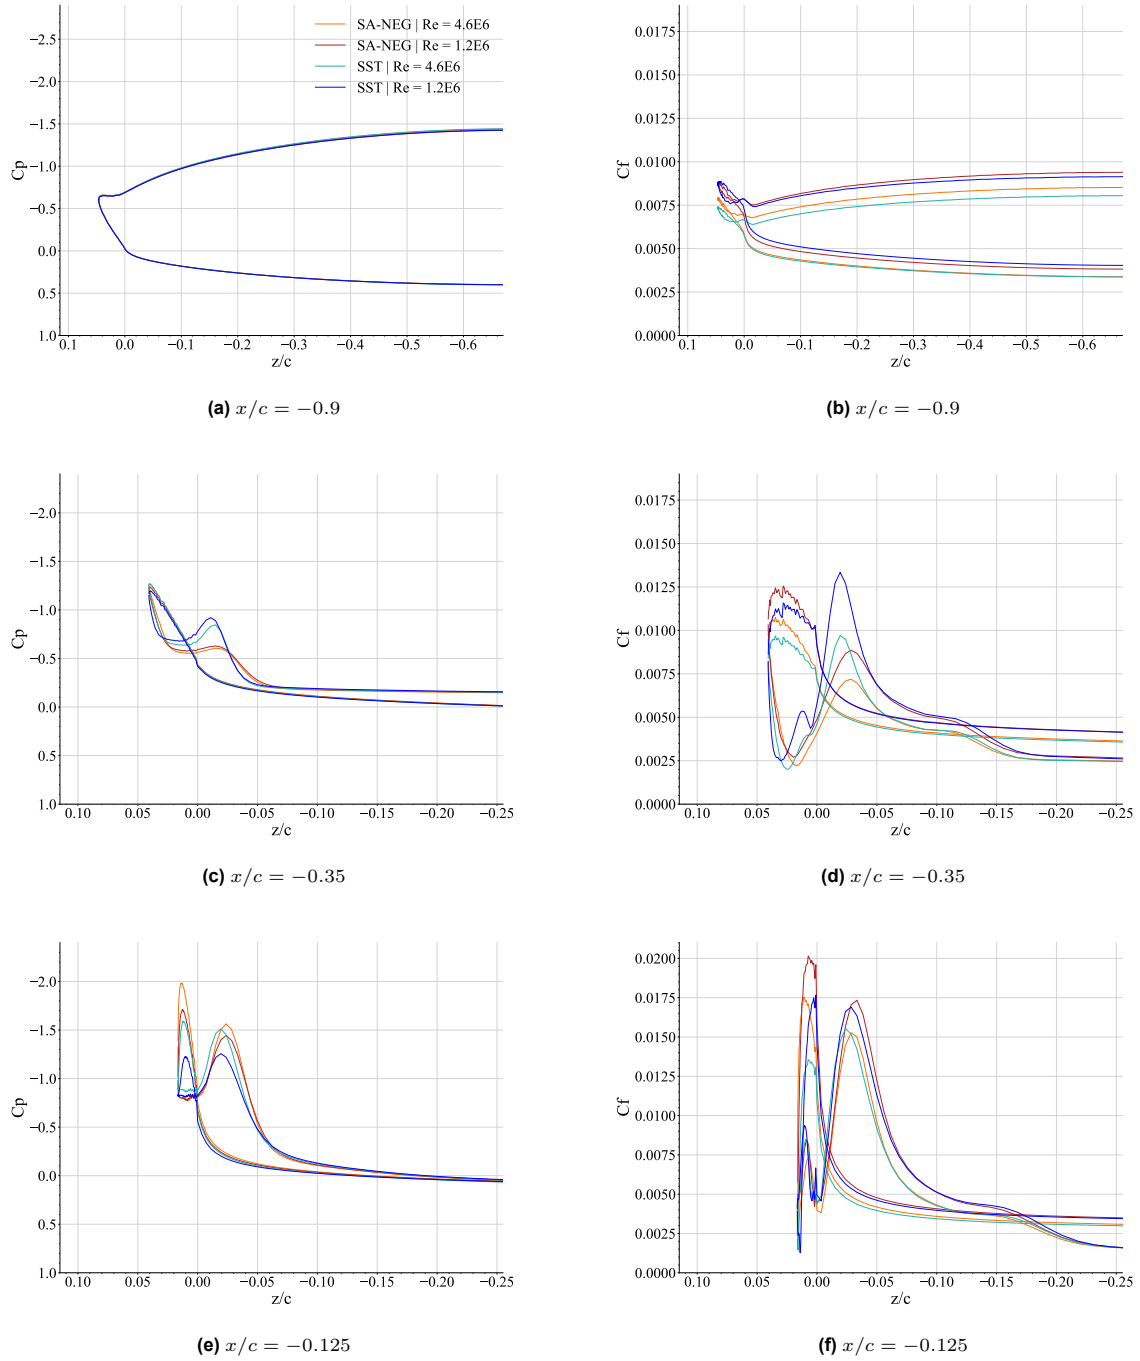 −2.5
−2.0
−1.5
−1.0
−0.5
0.0
0.5
1.0
Cp
0.1 0.0 −0.1 −0.2 −0.3 −0.4 −0.5 −0.6
z/c
SA-NEG | Re = 4.6E6
SA-NEG | Re = 1.2E6
SST | Re = 4.6E6
SST | Re = 1.2E6
(a) x/c = −0.9
0.0175
0.0150
0.0125
0.0100
0.0075
0.0050
0.0025
0.0000
Cf
0.1 0.0 −0.1 −0.2 −0.3 −0.4 −0.5 −0.6
z/c
(b) x/c = −0.9
−2.0
−1.5
−1.0
−0.5
0.0
0.5
1.0
Cp
0.10 0.05 0.00 −0.05 −0.10 −0.15 −0.20 −0.25
z/c
(c) x/c = −0.35
0.0175
0.0150
0.0125
0.0100
0.0075
0.0050
0.0025
0.0000
Cf
0.10 0.05 0.00 −0.05 −0.10 −0.15 −0.20 −0.25
z/c
(d) x/c = −0.35
−2.0
−1.5
−1.0
−0.5
0.0
0.5
1.0
Cp
0.10 0.05 0.00 −0.05 −0.10 −0.15 −0.20 −0.25
z/c
(e) x/c = −0.125
0.0200
0.0175
0.0150
0.0125
0.0100
0.0075
0.0050
0.0025
0.0000
Cf
0.10 0.05 0.00 −0.05 −0.10 −0.15 −0.20 −0.25
z/c
(f) x/c = −0.125